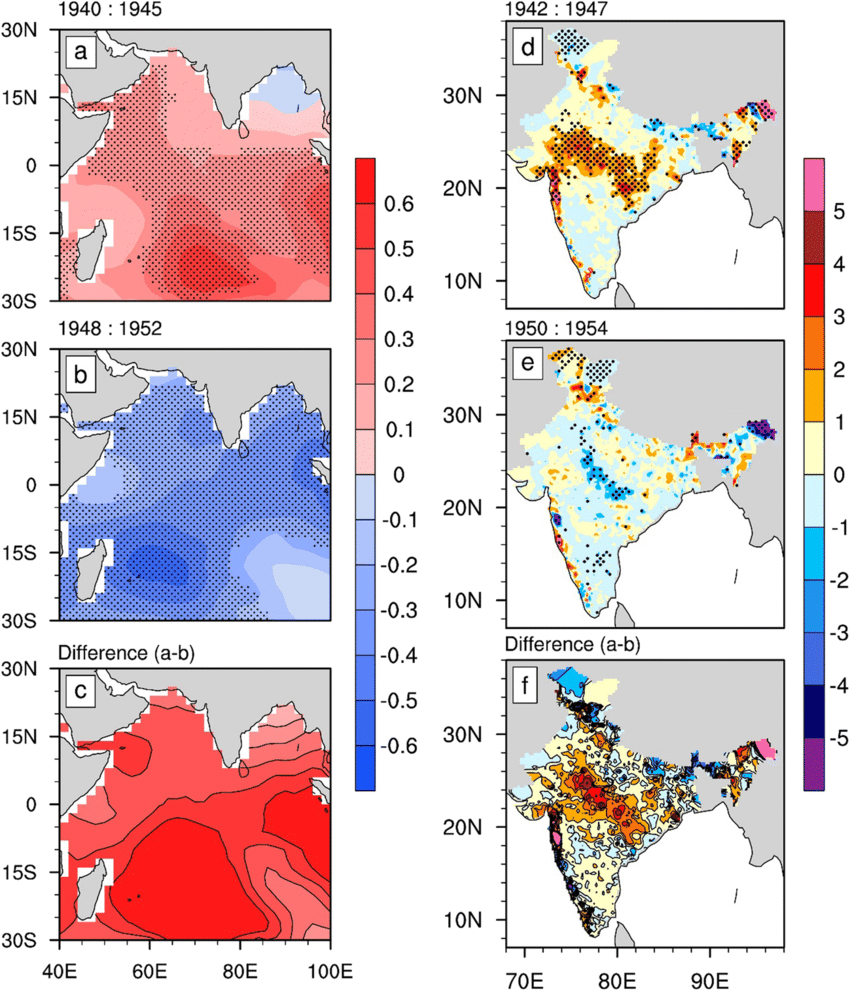 1940 : 1945
a
30N
15N
0
15S
30S
1948 : 1952
b
30N
15N
0
15S
30S
Difference (a-b)
c
30N
15N
0
15S
30S
40E 60E 80E 100E
0.6
0.5
0.4
0.3
0.2
0.1
0
-0.1
-0.2
-0.3
-0.4
-0.5
-0.6
1942 : 1947
d
30N
20N
10N
1950 : 1954
e
30N
20N
10N
Difference (a-b)
f
30N
20N
10N
70E 80E 90E
5
4
3
2
1
0
-1
-2
-3
-4
-5